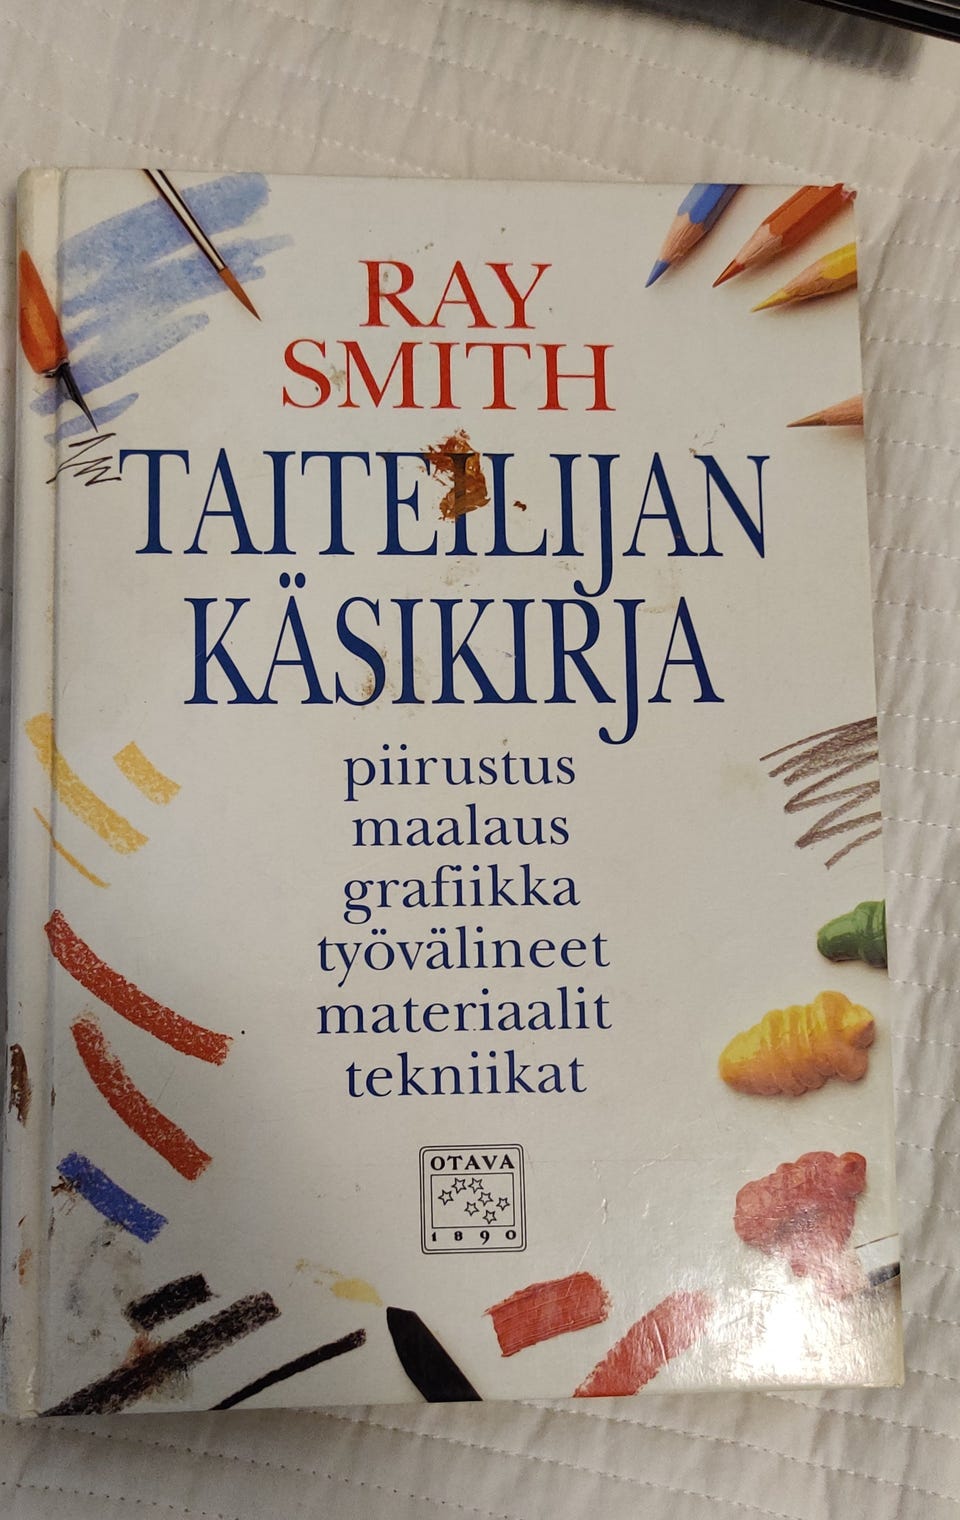 RAY
SMITH
TAITEILIJAN
KÄSIKIRJA
piirustus
maalaus
grafiikka
työvälineet
materiaalit
tekniikat
OTAVA
1890